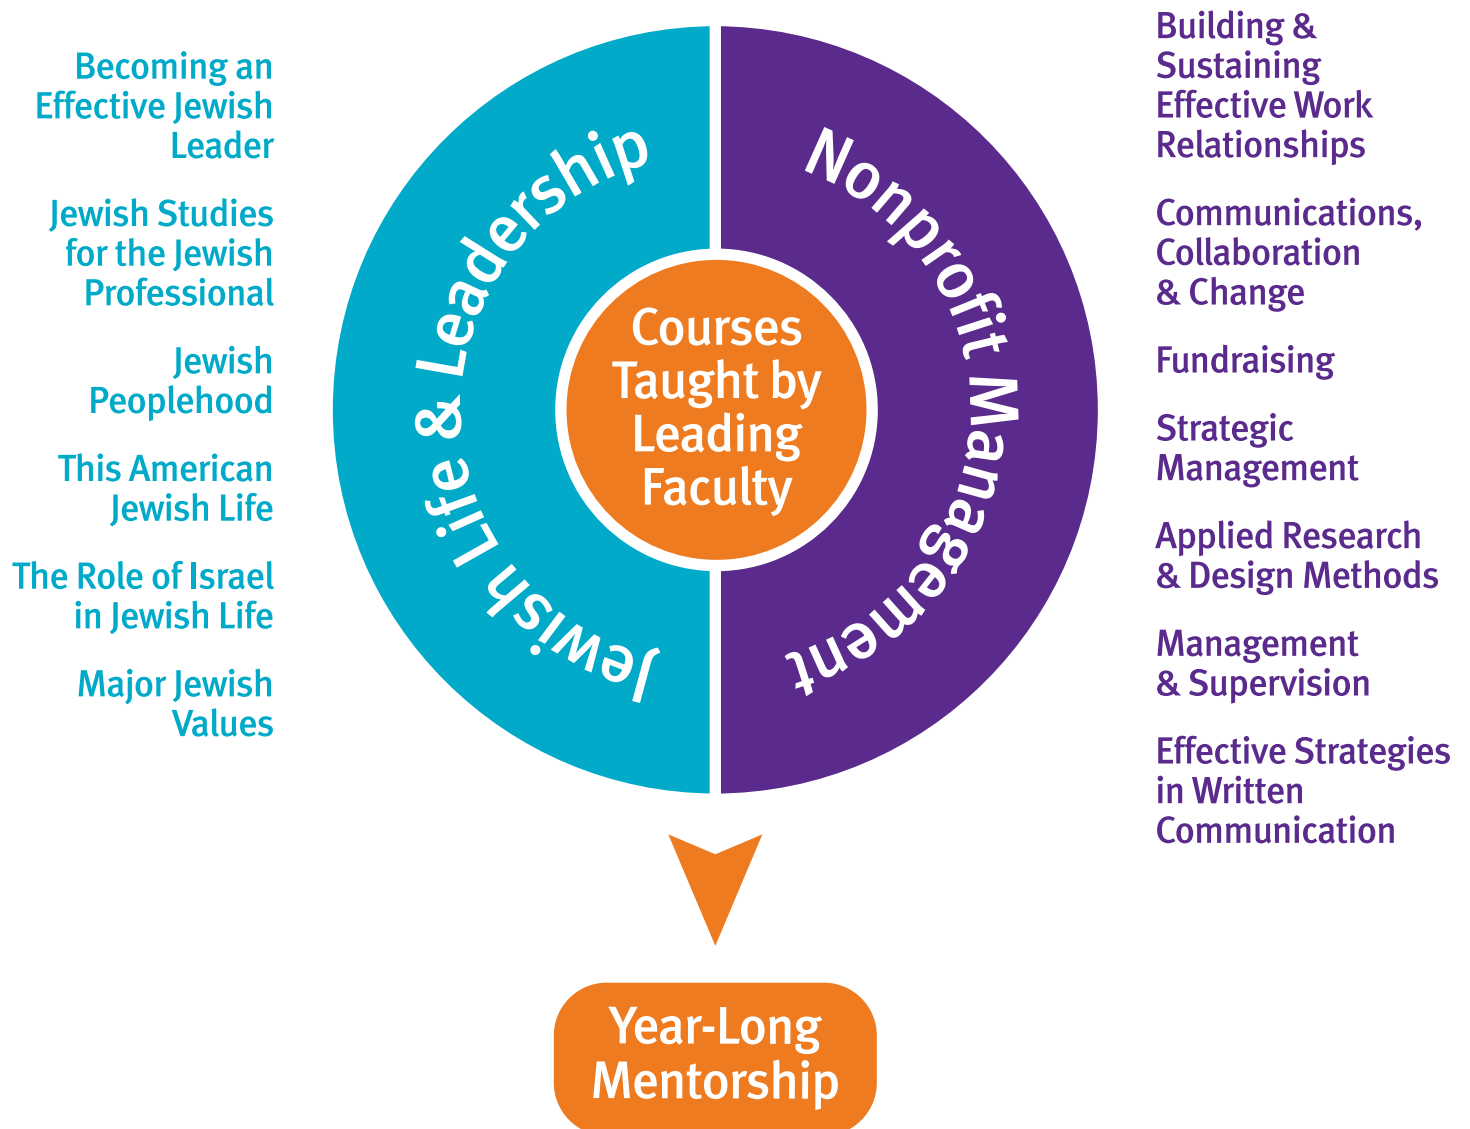 Becoming an
Effective Jewish
Leader
Jewish Studies
for the Jewish
Professional
Jewish
Peoplehood
This American
Jewish Life
The Role of Israel
in Jewish Life
Major Jewish
Values
Jewish Life & Leadership
Courses
Taught by
Leading
Faculty
Nonprofit Management
Building &
Sustaining
Effective Work
Relationships
Communications,
Collaboration
& Change
Fundraising
Strategic
Management
Applied Research
& Design Methods
Management
& Supervision
Effective Strategies
in Written
Communication
Year-Long
Mentorship